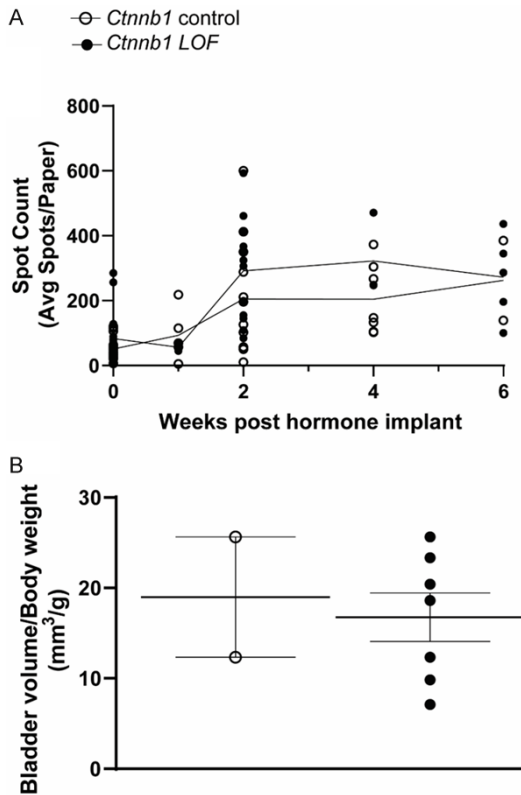 A
Ctnnb1 control
Ctnnb1 LOF
800
600
400
200
0
Spot Count
(Avg Spots/Paper)
0 2 4 6
Weeks post hormone implant
B
30
20
10
0
Bladder volume/Body weight
(mm³/g)